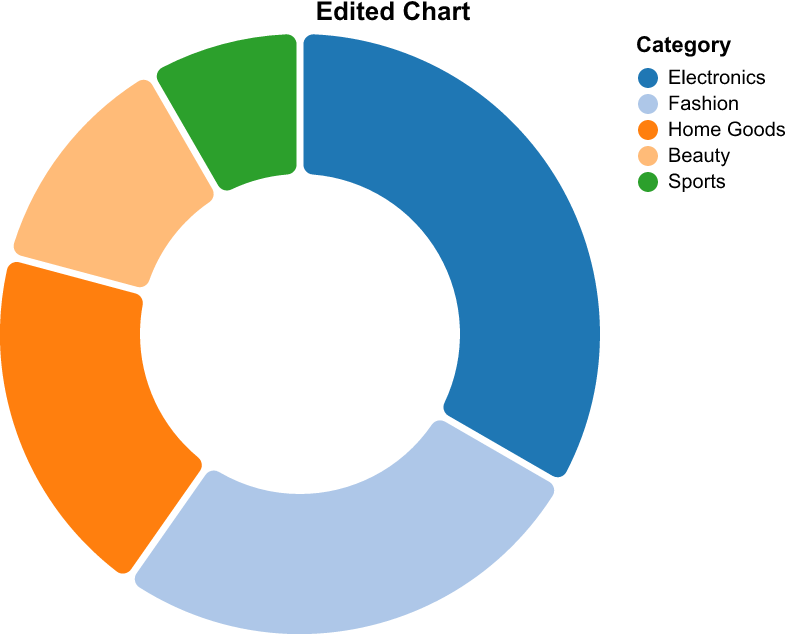 Edited Chart
Category
Electronics
Fashion
Home Goods
Beauty
Sports